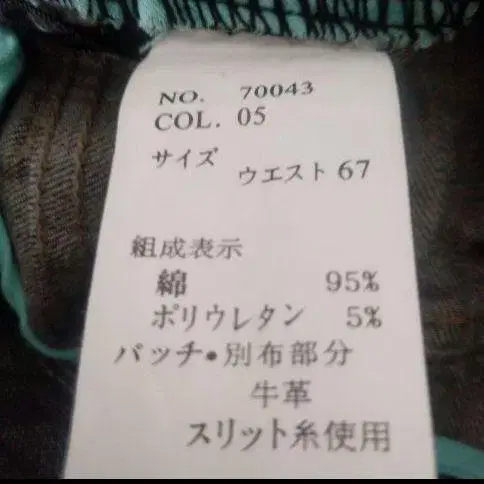 NO. 70043
COL. 05
サイズ ウエスト 67
組成表示
綿 95%
ポリウレタン 5%
パッチ・別布部分
牛革
スリット糸使用